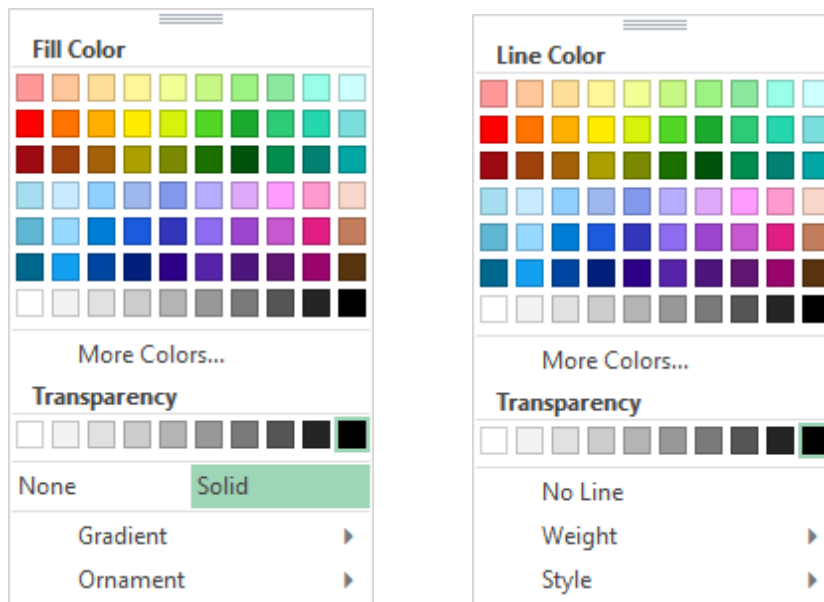 Fill Color
More Colors...
Transparency
None Solid
Gradient
Ornament
Line Color
More Colors...
Transparency
No Line
Weight
Style